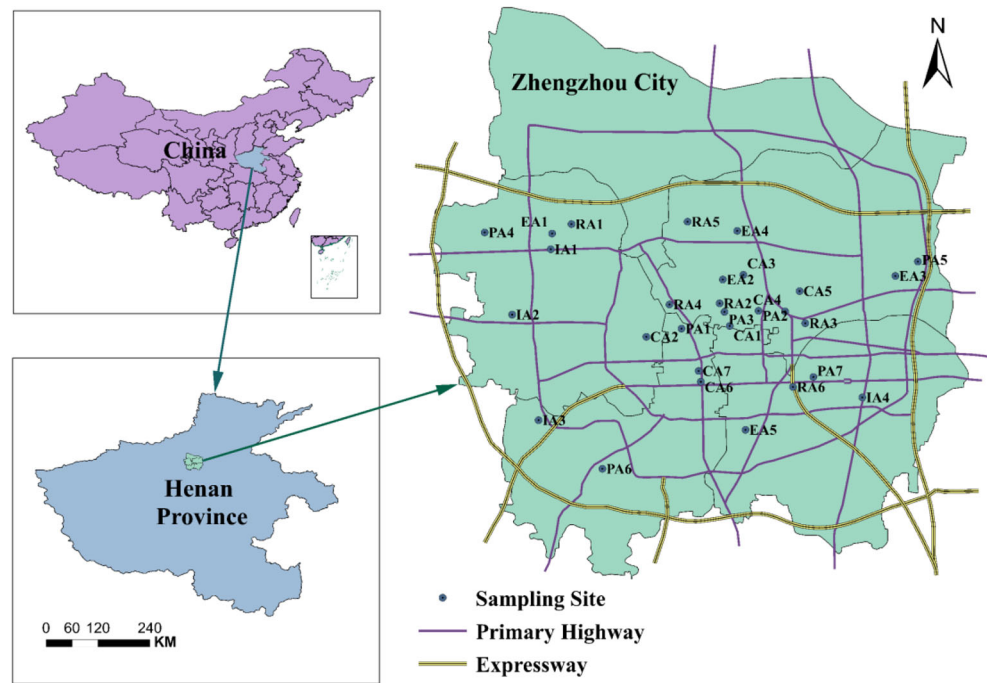 China
Henan
Province
0 60 120 240
KM
Zhengzhou City
N
EA1
RA1
PA4
IA1
RA5
EA4
PA5
CA3
EA2
EA3
CA5
IA2
RA4
RA2
CA4
PA3
PA2
RA3
CA2
PA1
CA1
CA7
CA6
PA7
RA6
IA4
IA3
EA5
PA6
Sampling Site
Primary Highway
Expressway